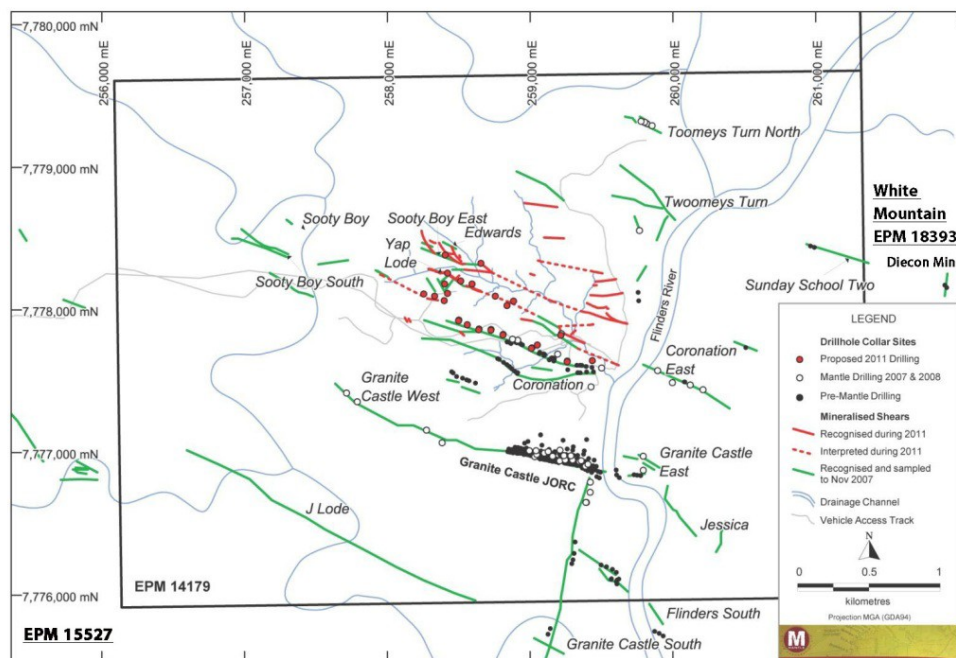 7,780,000 mN
256,000 mE
257,000 mE
258,000 mE
259,000 mE
260,000 mE
261,000 mE
Toomeys Turn North
7,779,000 mN
Twoomeys Turn
White
Mountain
EPM 18393
Sooty Boy
Sooty Boy East
Edwards
Yap
Lode
Diecon Min
Sooty Boy South
Sunday School Two
Flinders River
7,778,000 mN
Coronation
East
Coronation
Granite
Castle West
7,777,000 mN
Granite Castle JORC
Granite Castle
East
J Lode
Jessica
EPM 14179
7,776,000 mN
Flinders South
EPM 15527
Granite Castle South
LEGEND
Drillhole Collar Sites
Proposed 2011 Drilling
Mantle Drilling 2007 & 2008
Pre-Mantle Drilling
Mineralised Shears
Recognised during 2011
Interpreted during 2011
Recognised and sampled
to Nov 2007
Drainage Channel
Vehicle Access Track
N
0 0.5 1
kilometres
Projection MGA (GDA94)
M